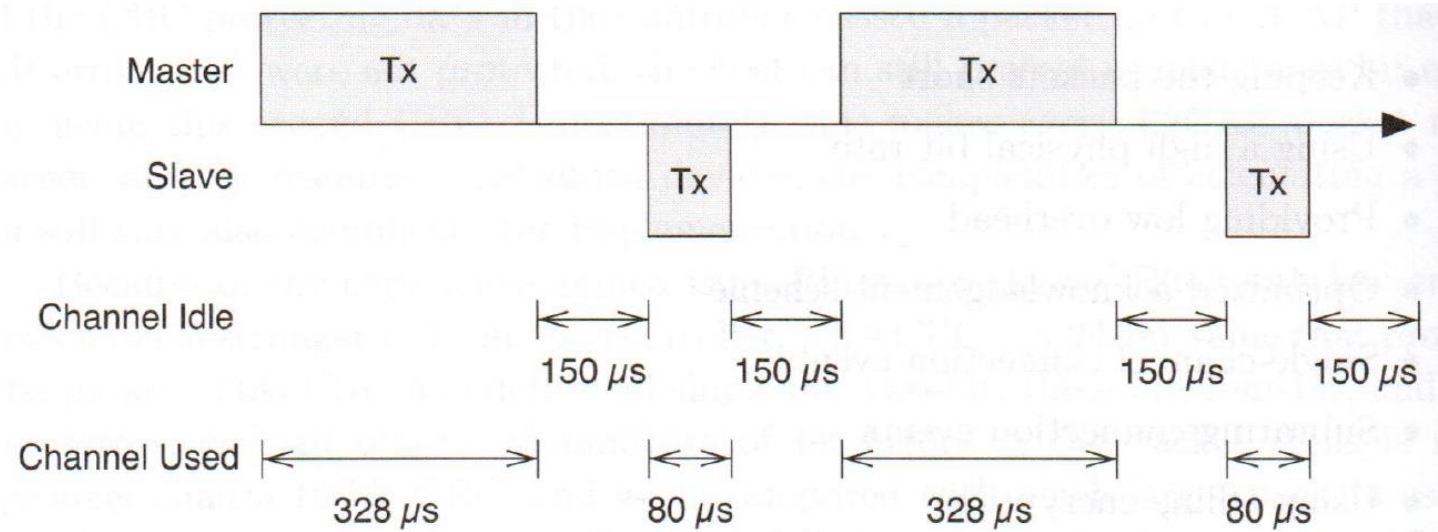 Master Tx Tx
Slave Tx Tx
Channel Idle
150 µs 150 µs 150 µs 150 µs
Channel Used
328 µs 80 µs 328 µs 80 µs